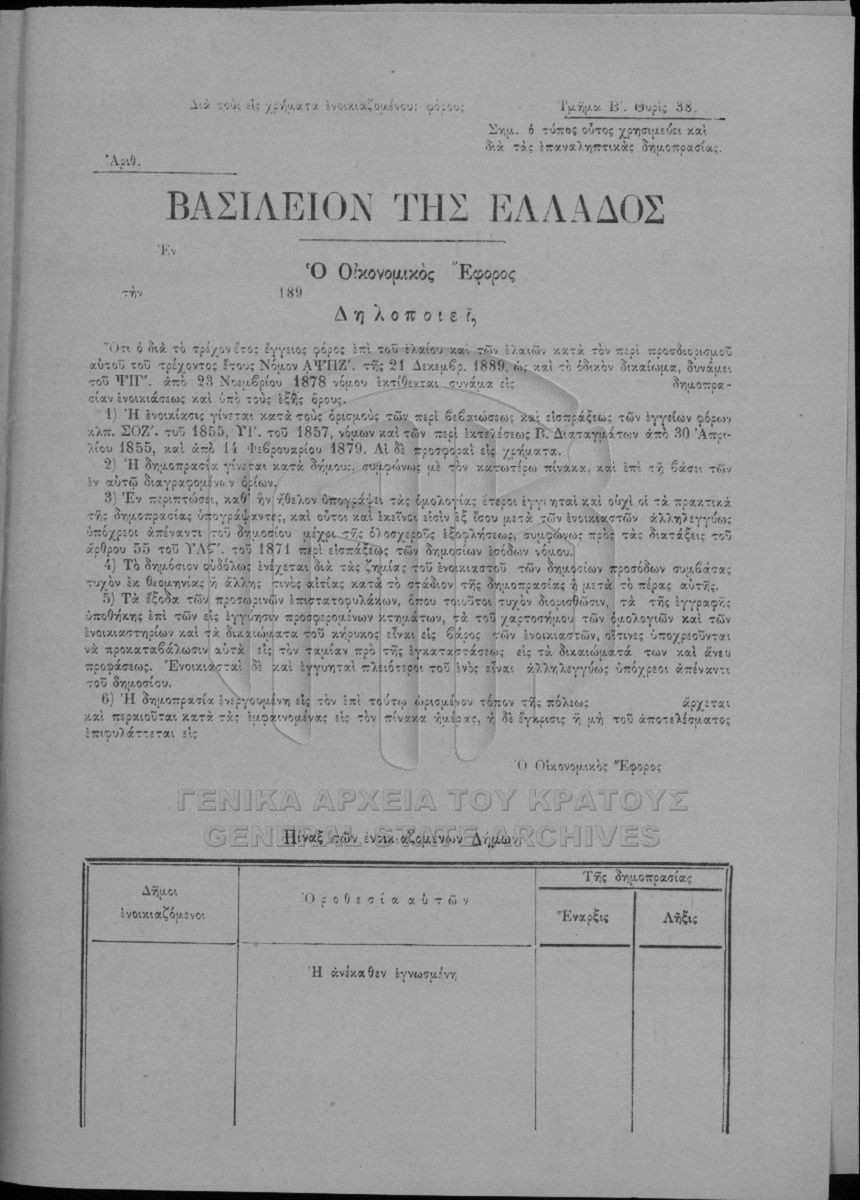 Διὰ τοὺς εἰς χρήματα ἐνοικιαζομένους φόρους
Τμῆμα Β'. Θυρὶς 38.
Σημ. ὁ τύπος οὗτος χρησιμεύει καὶ
διὰ τὰς ἐπαναληπτικὰς δημοπρασίας.
Ἀριθ.
ΒΑΣΙΛΕΙΟΝ ΤΗΣ ΕΛΛΑΔΟΣ
Ἐν
Ὁ Οἰκονομικὸς Ἔφορος
τὴν 189
Δηλοποιεῖ,
Ὅτι ὁ διὰ τὸ τρέχον ἔτος ἔγγειος φόρος ἐπὶ τοῦ ἐλαίου καὶ τῶν ἐλαιῶν κατὰ τὸν περὶ προσδιορισμοῦ
αὐτοῦ τοῦ τρέχοντος ἔτους Νόμον ΑΨΠΖ'. τῆς 21 Δεκεμβρ. 1889, ὡς καὶ τὸ ὁδικὸν δικαίωμα, δυνάμει
τοῦ ΨΙΓ'. ἀπὸ 23 Νοεμβρίου 1878 νόμου ἐκτίθενται συνάμα εἰς δημοπρα-
σίαν ἐνοικιάσεως καὶ ὑπὸ τοὺς ἑξῆς ὅρους.
1) Ἡ ἐνοικίασις γίνεται κατὰ τοὺς ὁρισμοὺς τῶν περὶ βεβαιώσεως καὶ εἰσπράξεως τῶν ἐγγείων φόρων
κλπ. ΣΟΖ'. τοῦ 1855, ΥΓ'. τοῦ 1857, νόμων καὶ τῶν περὶ ἐκτελέσεως Β. Διαταγμάτων ἀπὸ 30 Ἀπρι-
λίου 1855, καὶ ἀπὸ 14 Φεβρουαρίου 1879. Αἱ δὲ προσφοραὶ εἰς χρήματα.
2) Ἡ δημοπρασία γίνεται κατὰ δήμους, συμφώνως μὲ τὸν κατωτέρω πίνακα, καὶ ἐπὶ τῇ βάσει τῶν
ἐν αὐτῷ διαγραφομένων ὁρίων.
3) Ἐν περιπτώσει, καθ' ἣν ἤθελον ὑπογράψει τὰς ὁμολογίας ἕτεροι ἐγγυηταὶ καὶ οὐχὶ οἱ τὰ πρακτικὰ
τῆς δημοπρασίας ὑπογράψαντες, καὶ οὗτοι καὶ ἐκεῖνοι εἰσὶν ἐξ ἴσου μετὰ τῶν ἐνοικιαστῶν ἀλληλεγγύως
ὑπόχρεοι ἀπέναντι τοῦ δημοσίου μέχρι τῆς ὁλοσχεροῦς ἐξοφλήσεως, συμφώνως πρὸς τὰς διατάξεις τοῦ
ἄρθρου 55 τοῦ ΥΛϚ'. τοῦ 1871 περὶ εἰσπράξεως τῶν δημοσίων ἐσόδων νόμου.
4) Τὸ δημόσιον οὐδόλως ἐνέχεται διὰ τὰς ζημίας τοῦ ἐνοικιαστοῦ τῶν δημοσίων προσόδων συμβάσας
τυχὸν ἐκ θεομηνίας ἢ ἄλλης τινὸς αἰτίας κατὰ τὸ στάδιον τῆς δημοπρασίας ἢ μετὰ τὸ πέρας αὐτῆς.
5) Τὰ ἔξοδα τῶν προσωρινῶν ἐπιστατοφυλάκων, ὅπου τοιοῦτοι τυχὸν διορισθῶσιν, τὰ τῆς ἐγγραφῆς
ὑποθήκης ἐπὶ τῶν εἰς ἐγγύησιν προσφερομένων κτημάτων, τὰ τοῦ χαρτοσήμου τῶν ὁμολογιῶν καὶ τῶν
ἐνοικιαστηρίων καὶ τὰ δικαιώματα τοῦ κήρυκος εἶναι εἰς βάρος τῶν ἐνοικιαστῶν, οἵτινες ὑποχρεοῦνται
νὰ προκαταβάλωσιν αὐτὰ εἰς τὸν ταμίαν πρὸ τῆς ἐγκαταστάσεως εἰς τὰ δικαιώματά των καὶ ἄνευ
προφάσεως. Ἐνοικιασταὶ δὲ καὶ ἐγγυηταὶ πλειότεροι τοῦ ἑνὸς εἶναι ἀλληλεγγύως ὑπόχρεοι ἀπέναντι
τοῦ δημοσίου.
6) Ἡ δημοπρασία ἐνεργουμένη εἰς τὸν ἐπὶ τούτῳ ὡρισμένον τόπον τῆς πόλεως ἄρχεται
καὶ περαιοῦται κατὰ τὰς ἐμφαινομένας εἰς τὸν πίνακα ἡμέρας, ἡ δὲ ἔγκρισις ἢ μὴ τοῦ ἀποτελέσματος
ἐπιφυλάττεται εἰς
Ὁ Οἰκονομικὸς Ἔφορος
ΓΕΝΙΚΑ ΑΡΧΕΙΑ ΤΟΥ ΚΡΑΤΟΥΣ
GENERAL STATE ARCHIVES
Πίναξ τῶν ἐνοικιαζομένων Δήμων
Δῆμοι
ἐνοικιαζόμενοι
Ὁροθεσία αὐτῶν
Τῆς δημοπρασίας
Ἔναρξις
Λῆξις
Ἡ ἀνέκαθεν ἐγνωσμένη